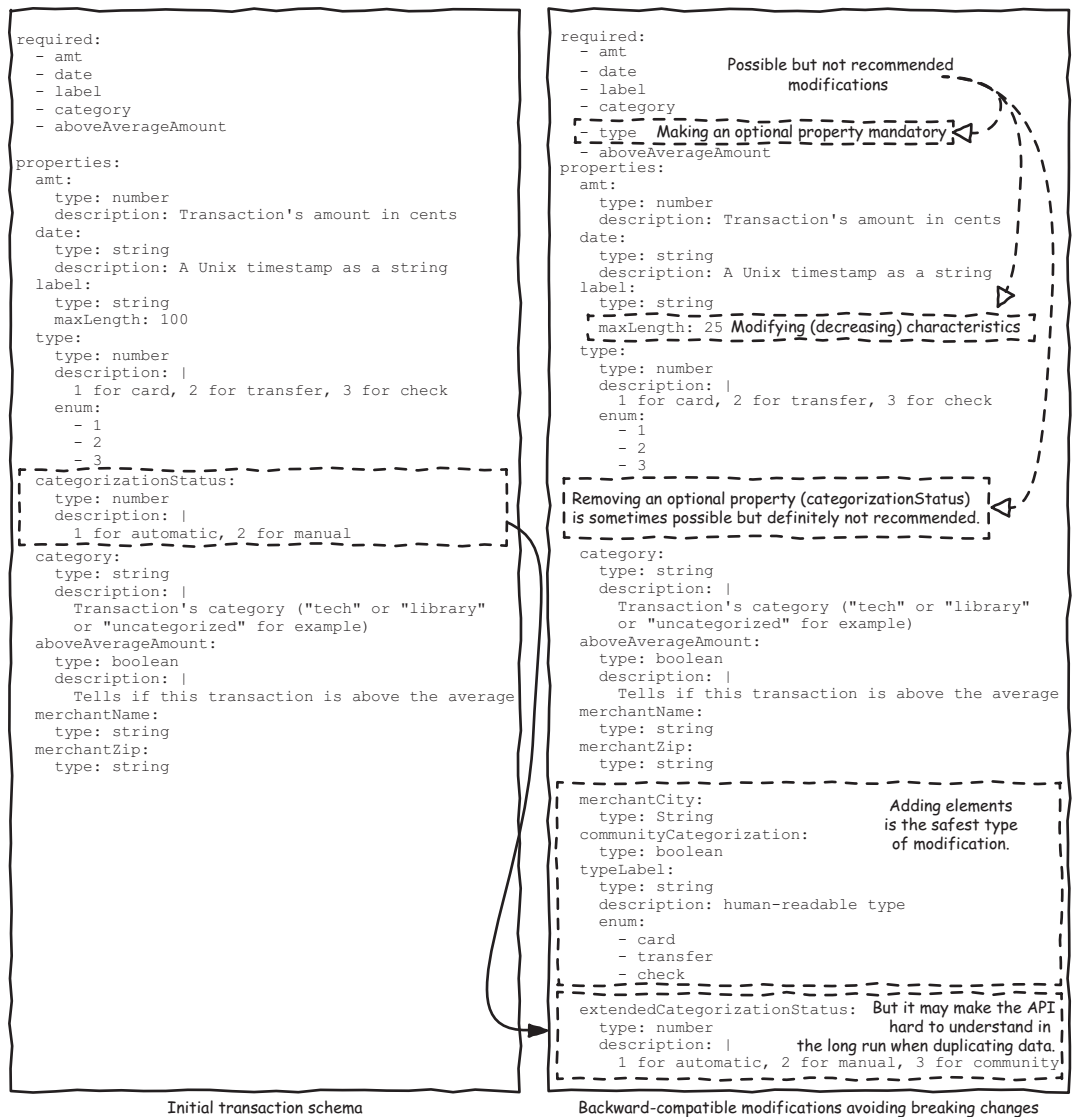 required:
- amt
- date
- label
- category
- aboveAverageAmount
properties:
amt:
type: number
description: Transaction's amount in cents
date:
type: string
description: A Unix timestamp as a string
label:
type: string
maxLength: 100
type:
type: number
description: |
1 for card, 2 for transfer, 3 for check
enum:
- 1
- 2
- 3
categorizationStatus:
type: number
description: |
1 for automatic, 2 for manual
category:
type: string
description: |
Transaction's category ("tech" or "library"
or "uncategorized" for example)
aboveAverageAmount:
type: boolean
description: |
Tells if this transaction is above the average
merchantName:
type: string
merchantZip:
type: string
Initial transaction schema
required:
- amt
- date
- label
- category
Possible but not recommended
modifications
- type Making an optional property mandatory
- aboveAverageAmount
properties:
amt:
type: number
description: Transaction's amount in cents
date:
type: string
description: A Unix timestamp as a string
label:
type: string
maxLength: 25 Modifying (decreasing) characteristics
type:
type: number
description: |
1 for card, 2 for transfer, 3 for check
enum:
- 1
- 2
- 3
Removing an optional property (categorizationStatus)
is sometimes possible but definitely not recommended.
category:
type: string
description: |
Transaction's category ("tech" or "library"
or "uncategorized" for example)
aboveAverageAmount:
type: boolean
description: |
Tells if this transaction is above the average
merchantName:
type: string
merchantZip:
type: string
merchantCity:
type: String
communityCategorization:
type: boolean
typeLabel:
type: string
description: human-readable type
enum:
- card
- transfer
- check
Adding elements
is the safest type
of modification.
extendedCategorizationStatus:
type: number
description: |
1 for automatic, 2 for manual, 3 for community
But it may make the API
hard to understand in
the long run when duplicating data.
Backward-compatible modifications avoiding breaking changes